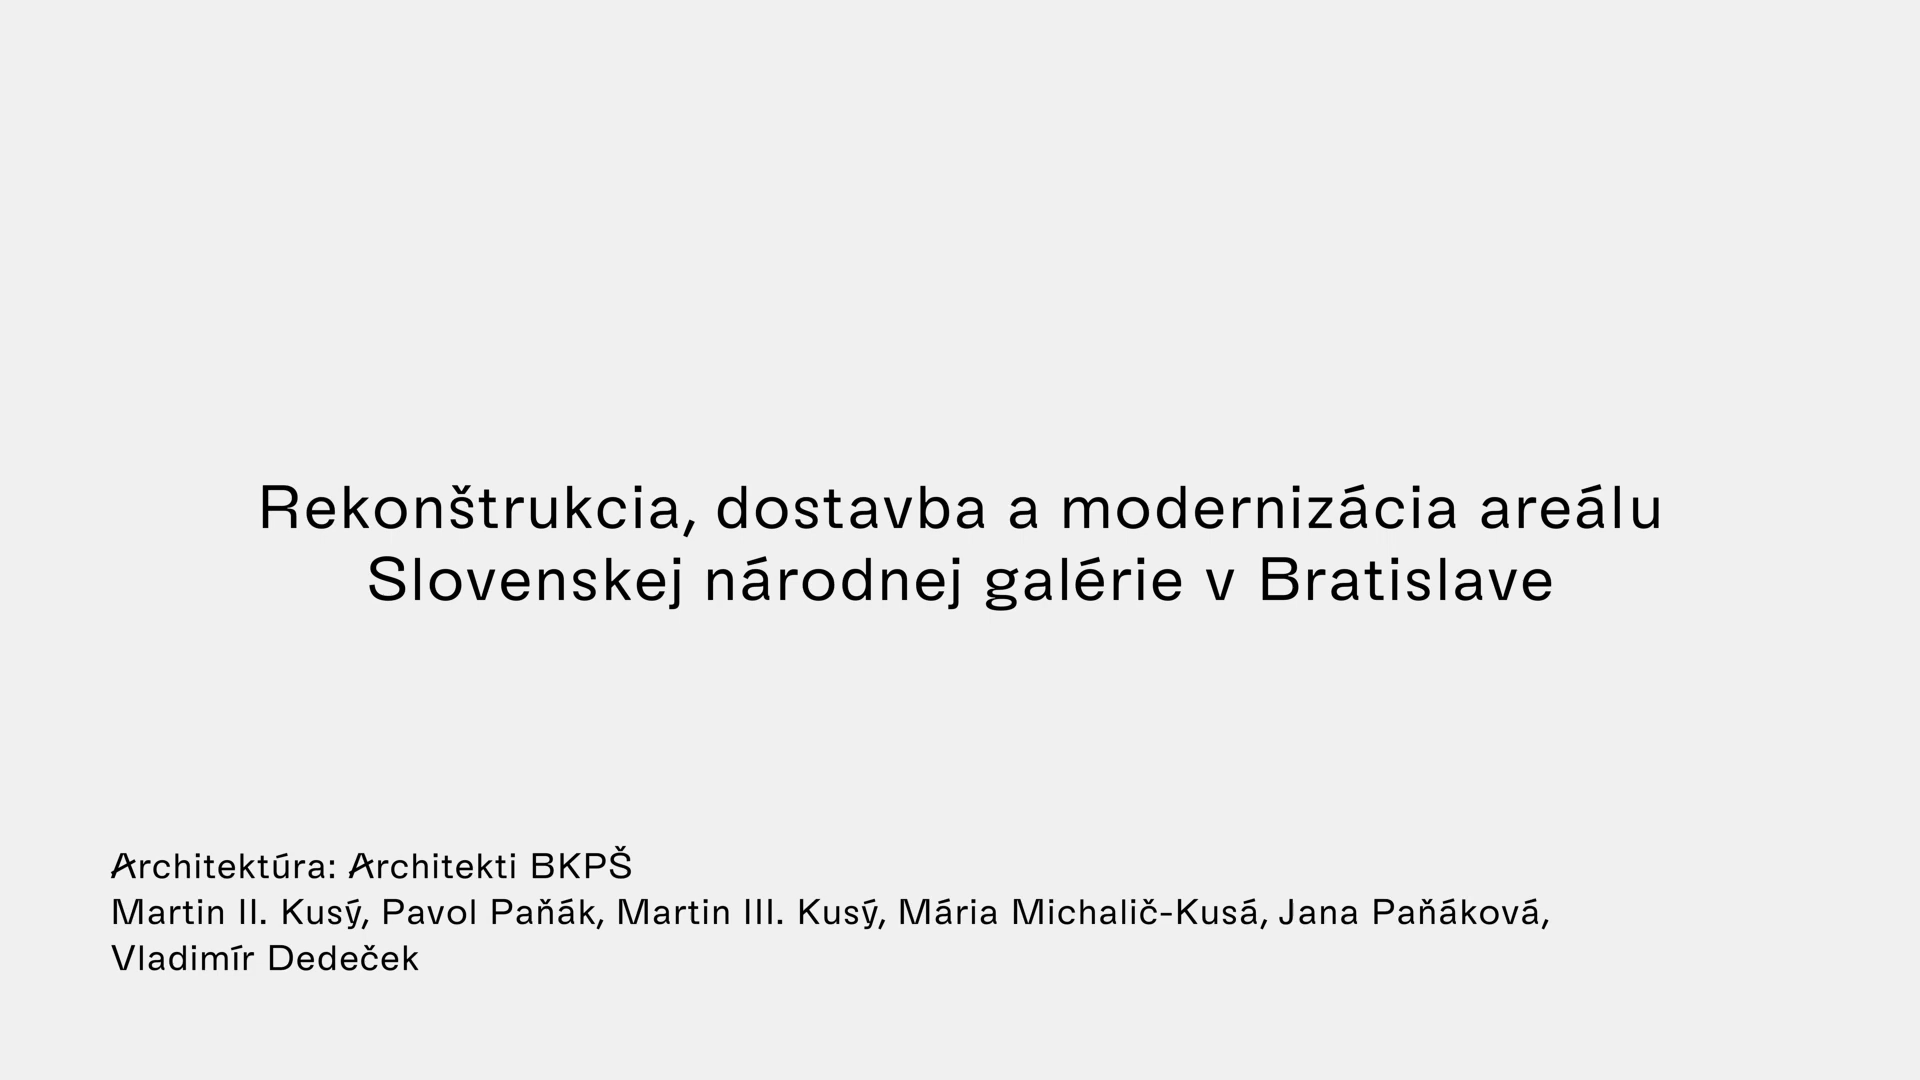 Rekonštrukcia, dostavba a modernizácia areálu
Slovenskej národnej galérie v Bratislave
Architektúra: Architekti BKPŠ
Martin II. Kusý, Pavol Paňák, Martin III. Kusý, Mária Michalič-Kusá, Jana Paňáková,
Vladimír Dedeček